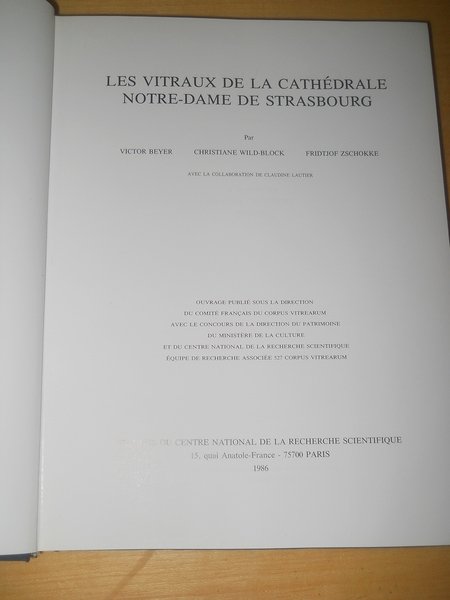 LES VITRAUX DE LA CATHÉDRALE
NOTRE-DAME DE STRASBOURG
Par
VICTOR BEYER CHRISTIANE WILD-BLOCK FRIDTJOF ZSCHOKKE
AVEC LA COLLABORATION DE CLAUDINE LAUTIER
OUVRAGE PUBLIÉ SOUS LA DIRECTION
DU COMITÉ FRANÇAIS DU CORPUS VITREARUM
AVEC LE CONCOURS DE LA DIRECTION DU PATRIMOINE
DU MINISTÈRE DE LA CULTURE
ET DU CENTRE NATIONAL DE LA RECHERCHE SCIENTIFIQUE
ÉQUIPE DE RECHERCHE ASSOCIÉE 527 CORPUS VITREARUM
DU CENTRE NATIONAL DE LA RECHERCHE SCIENTIFIQUE
15, quai Anatole-France - 75700 PARIS
1986